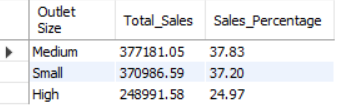 Outlet Size Total_Sales Sales_Percentage
Medium 377181.05 37.83
Small 370986.59 37.20
High 248991.58 24.97